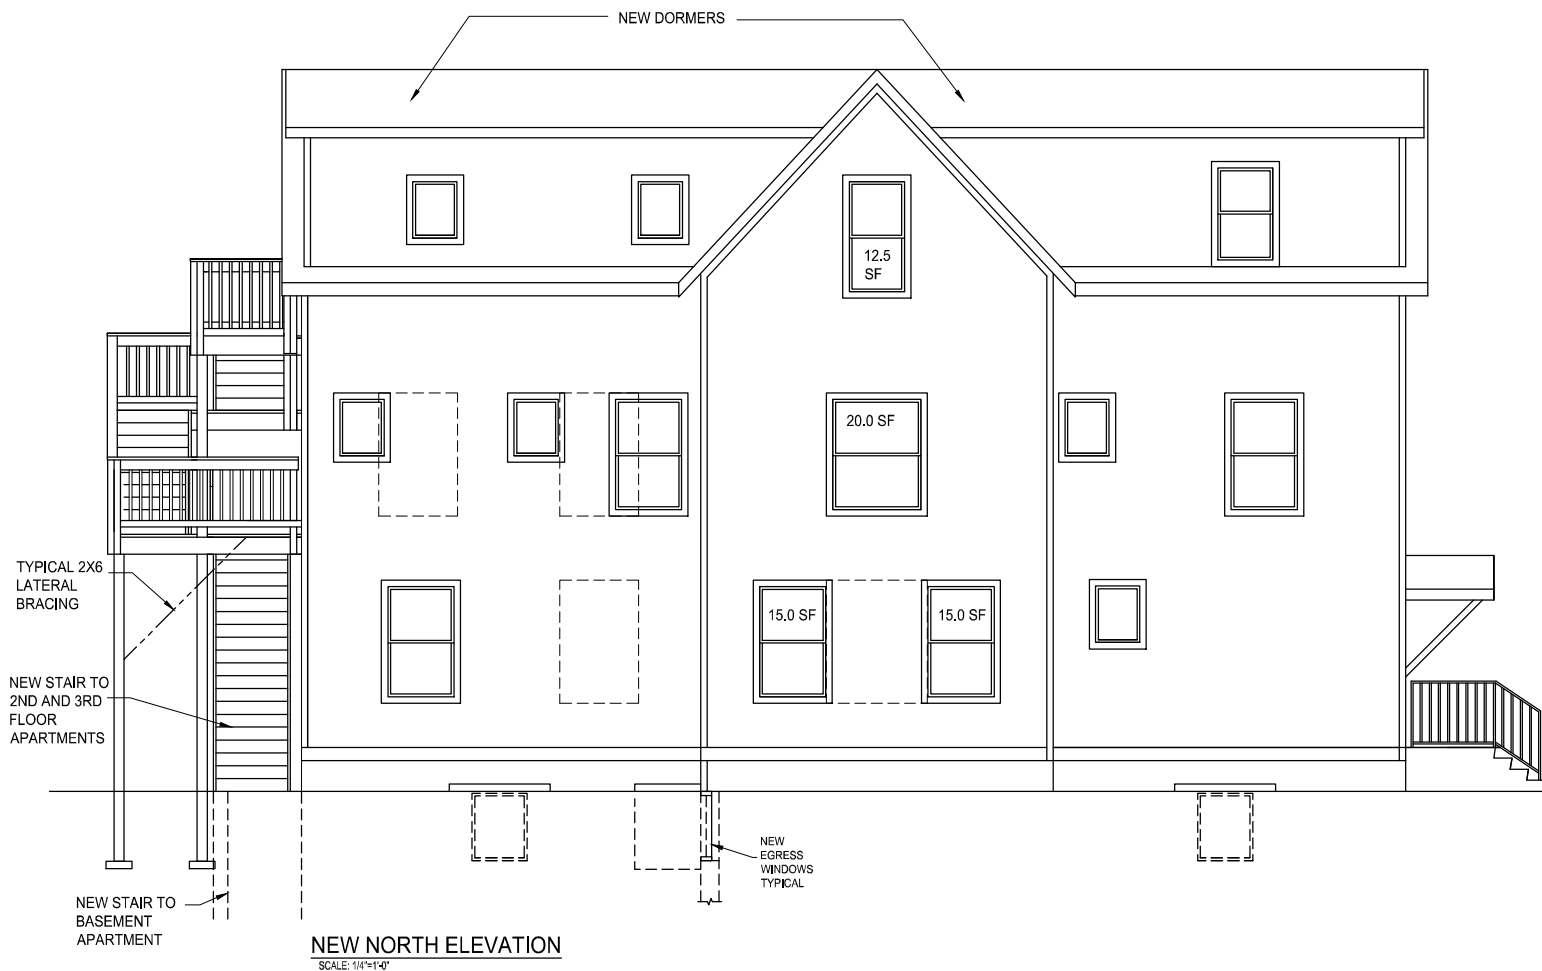 NEW DORMERS
12.5
SF
20.0 SF
TYPICAL 2X6
LATERAL
BRACING
15.0 SF
15.0 SF
NEW STAIR TO
2ND AND 3RD
FLOOR
APARTMENTS
NEW
EGRESS
WINDOWS
TYPICAL
NEW STAIR TO
BASEMENT
APARTMENT
NEW NORTH ELEVATION
SCALE: 1/4"=1'-0"